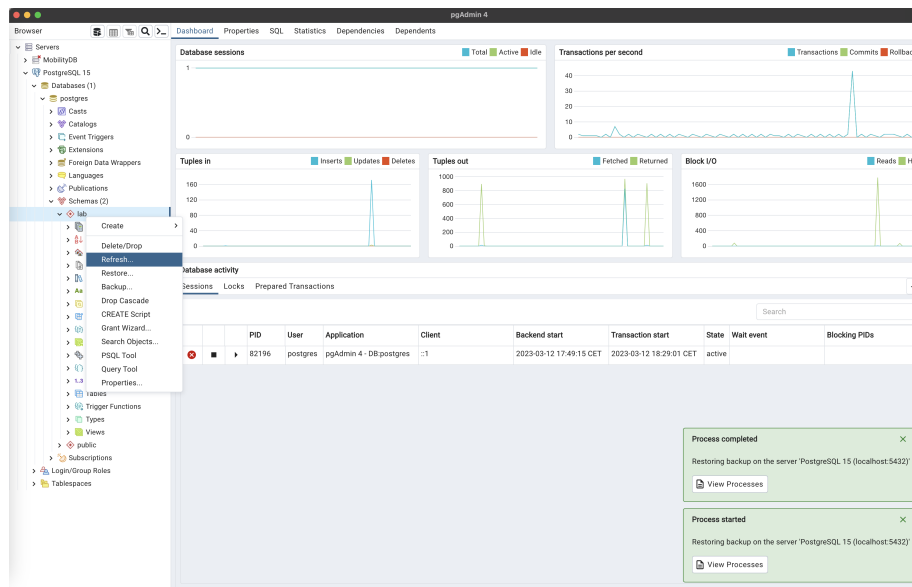 pgAdmin 4
Browser
Dashboard Properties SQL Statistics Dependencies Dependents
Servers
MobilityDB
PostgreSQL 15
Databases (1)
postgres
Casts
Catalogs
Event Triggers
Extensions
Foreign Data Wrappers
Languages
Publications
Schemas (2)
lab
Create
Delete/Drop
Refresh...
Restore...
Backup...
Drop Cascade
CREATE Script
Grant Wizard...
Search Objects...
PSQL Tool
Query Tool
Properties...
Aa
1..3
Tables
Trigger Functions
Types
Views
public
Subscriptions
Login/Group Roles
Tablespaces
Database sessions
Total Active Idle
1
0
Transactions per second
Transactions Commits Rollbac
40
30
20
10
0
Tuples in
Inserts Updates Deletes
160
120
80
40
0
Tuples out
Fetched Returned
1000
800
600
400
200
0
Block I/O
Reads H
1600
1200
800
400
0
Database activity
Sessions Locks Prepared Transactions
Search
PID User Application Client Backend start Transaction start State Wait event Blocking PIDs
82196 postgres pgAdmin 4 - DB:postgres ::1 2023-03-12 17:49:15 CET 2023-03-12 18:29:01 CET active
Process completed
Restoring backup on the server 'PostgreSQL 15 (localhost:5432)'
View Processes
Process started
Restoring backup on the server 'PostgreSQL 15 (localhost:5432)'
View Processes